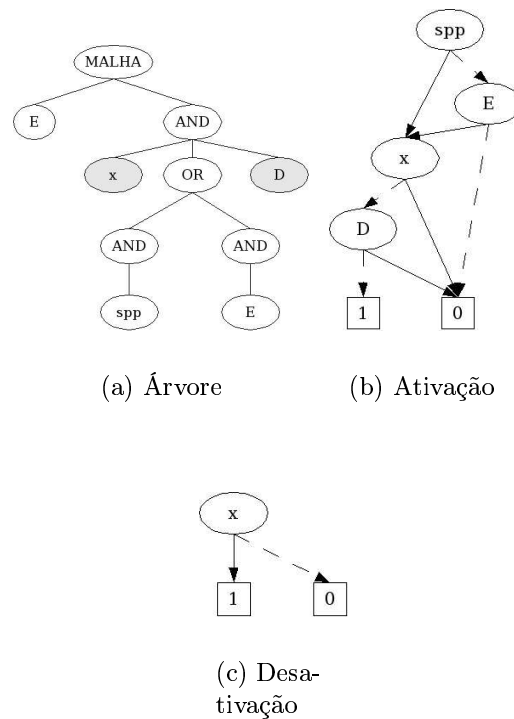 MALHA
E
AND
x
OR
D
AND
AND
spp
E
(a) Árvore
spp
E
x
D
1
0
(b) Ativação
x
1
0
(c) Desa-
tivação